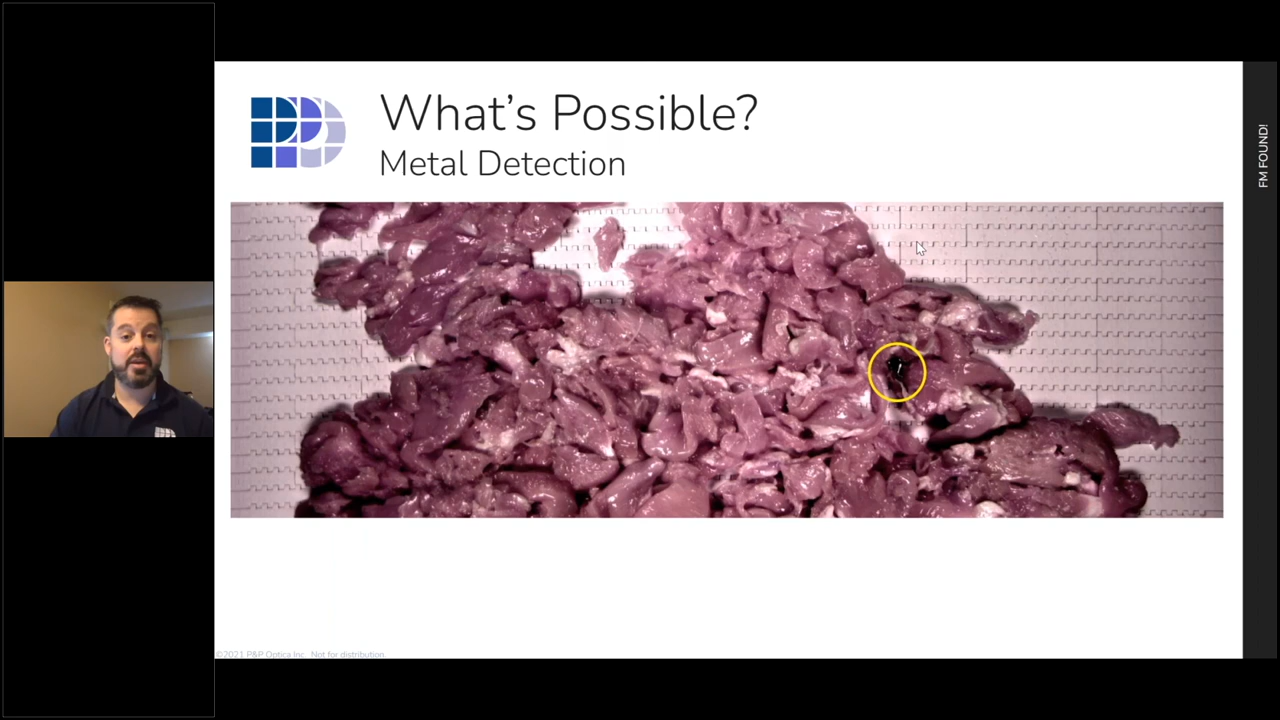 What's Possible?
Metal Detection
FM FOUND!
©2021 P&P Optica Inc. Not for distribution.